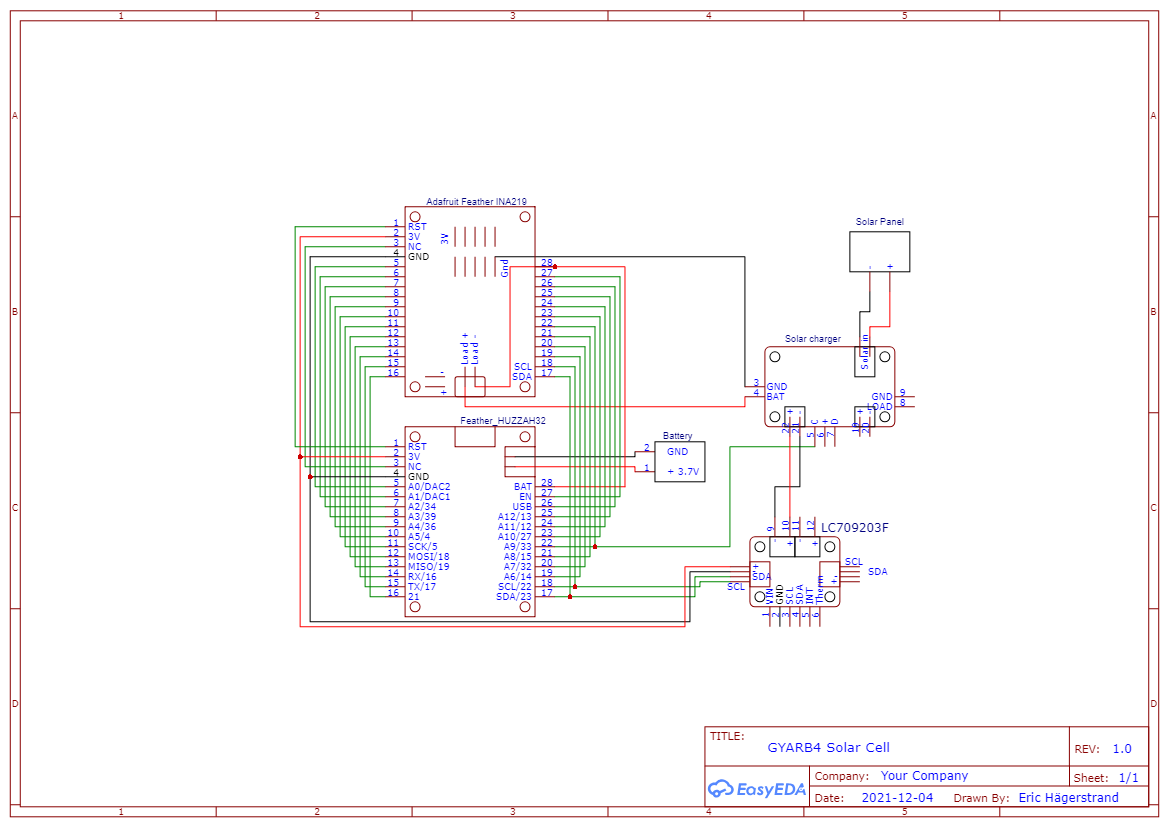 1 2 3 4 5
A A
B B
C C
D D
Adafruit Feather INA219
1 RST
2 3V
3 NC
4 GND
5
6
7
8
9
10
11
12
13
14
15
16
3V
Gnd
Load +
Load -
-
+
28
27
26
25
24
23
22
21
20
19
SCL 18
SDA 17
Feather_HUZZAH32
1 RST
2 3V
3 NC
4 GND
5 A0/DAC2
6 A1/DAC1
7 A2/34
8 A3/39
9 A4/36
10 A5/4
11 SCK/5
12 MOSI/18
13 MISO/19
14 RX/16
15 TX/17
16 21
BAT 28
EN 27
USB 26
A12/13 25
A11/12 24
A10/27 23
A9/33 22
A8/15 21
A7/32 20
A6/14 19
SCL/22 18
SDA/23 17
Battery
2 GND
1 + 3.7V
Solar Panel
- +
Solar charger
Solar in
3 GND
4 BAT
GND 9
LOAD 8
+ -
C + D
5 6 7
+ -
LC709203F
9 10 11 12
- + - +
+
-
SDA
SCL
SCL
SDA
-
+
VIN GND SCL SDA INT Therm
1 2 3 4 5 6
TITLE:
GYARB4 Solar Cell
REV: 1.0
EasyEDA
Company: Your Company
Sheet: 1/1
Date: 2021-12-04 Drawn By: Eric Hägerstrand
1 2 3 4 5